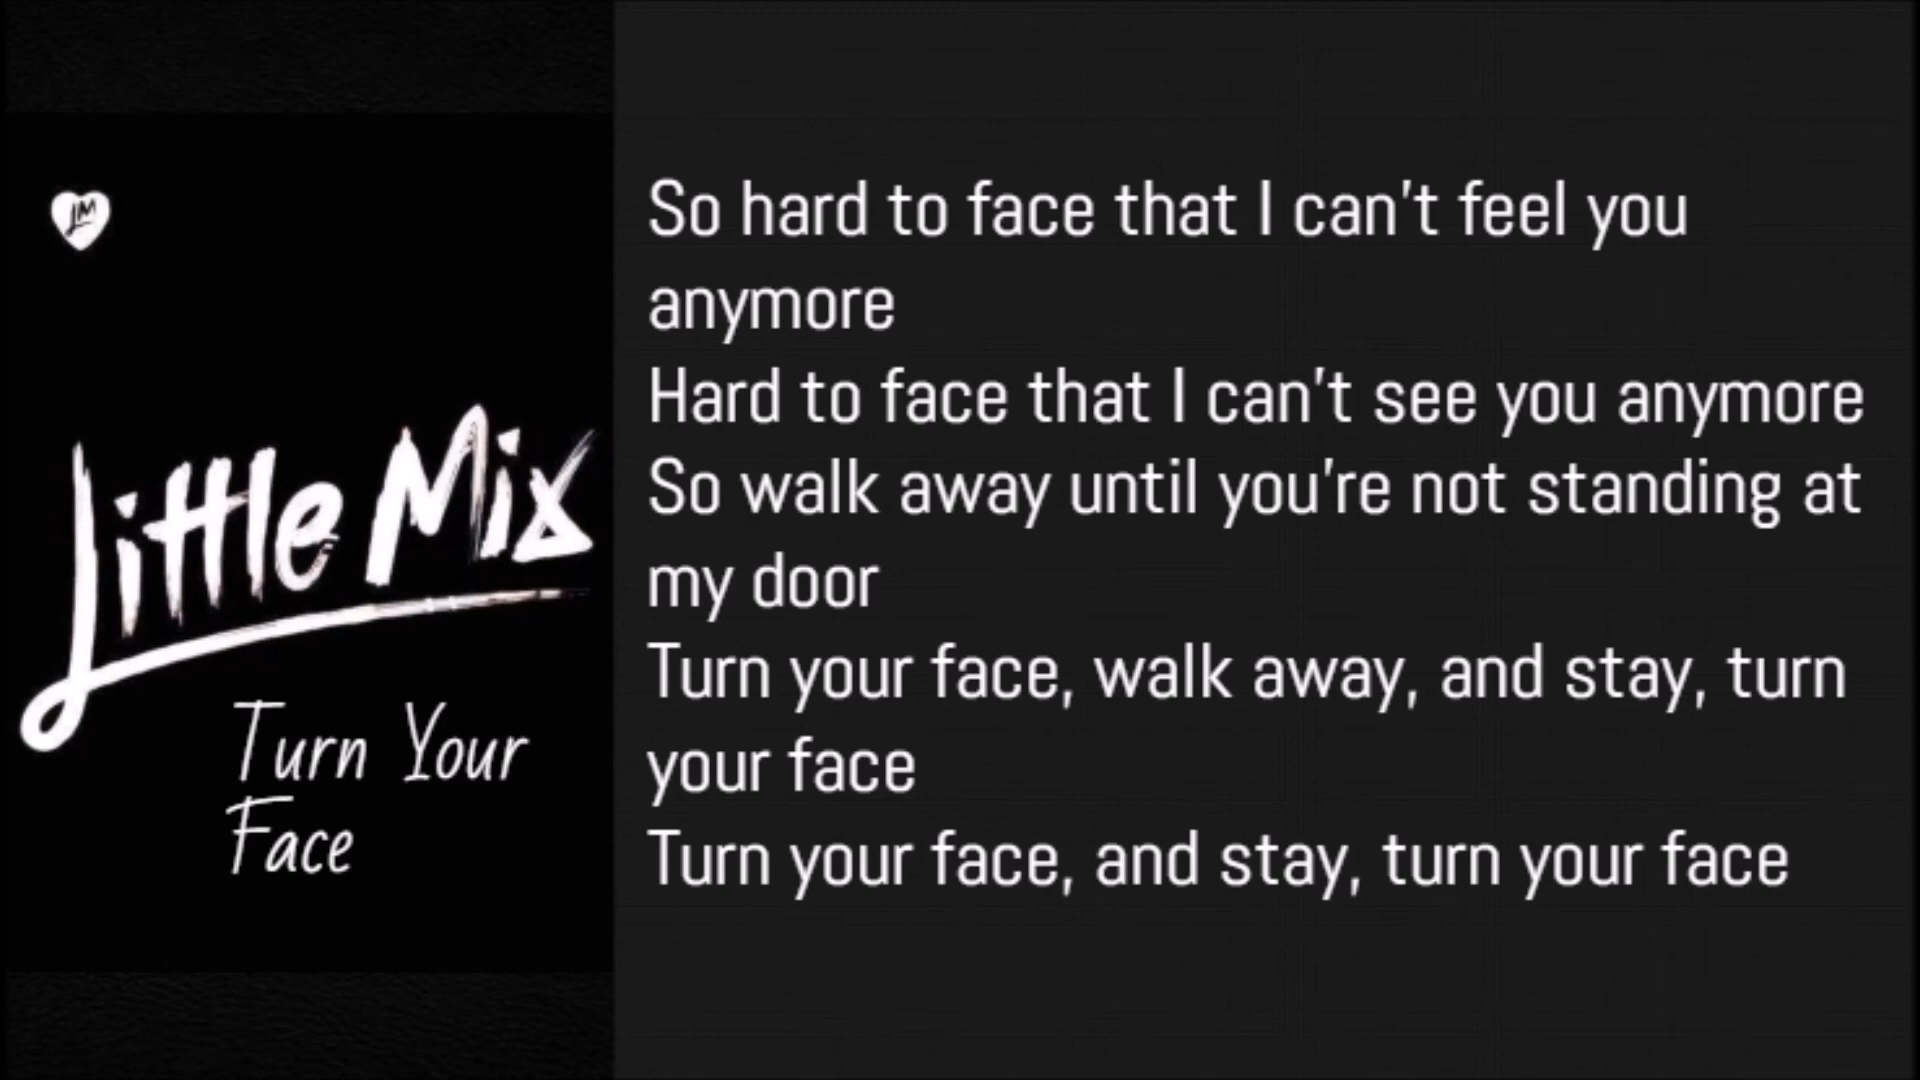 LM
Little Mix
Turn Your
Face
So hard to face that I can't feel you
anymore
Hard to face that I can't see you anymore
So walk away until you're not standing at
my door
Turn your face, walk away, and stay, turn
your face
Turn your face, and stay, turn your face